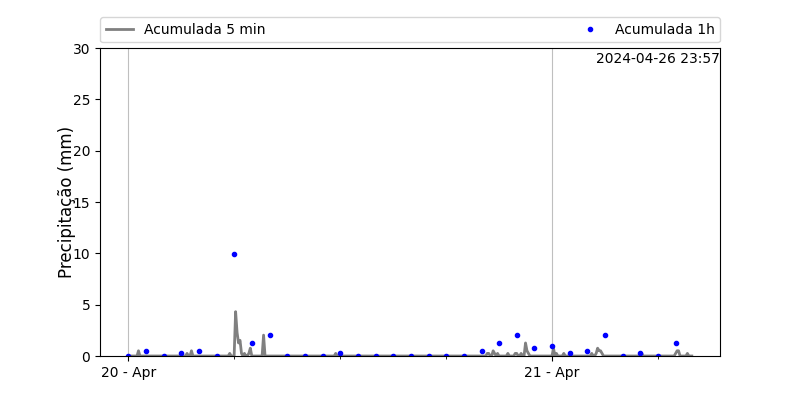 Acumulada 5 min
Acumulada 1h
2024-04-26 23:57
30
25
20
15
10
5
0
Precipitação (mm)
20 - Apr
21 - Apr